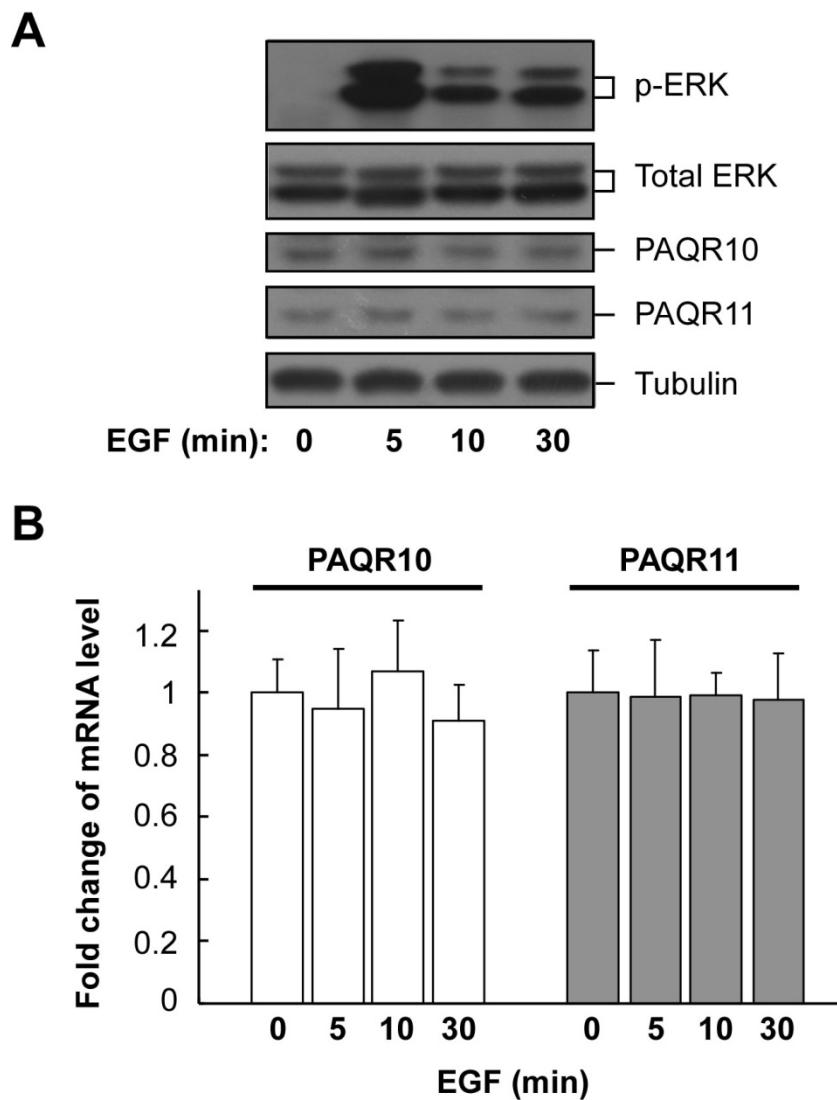 A
p-ERK
Total ERK
PAQR10
PAQR11
Tubulin
EGF (min): 0 5 10 30
B
PAQR10 PAQR11
Fold change of mRNA level
1.2
1
0.8
0.6
0.4
0.2
0
0 5 10 30 0 5 10 30
EGF (min)